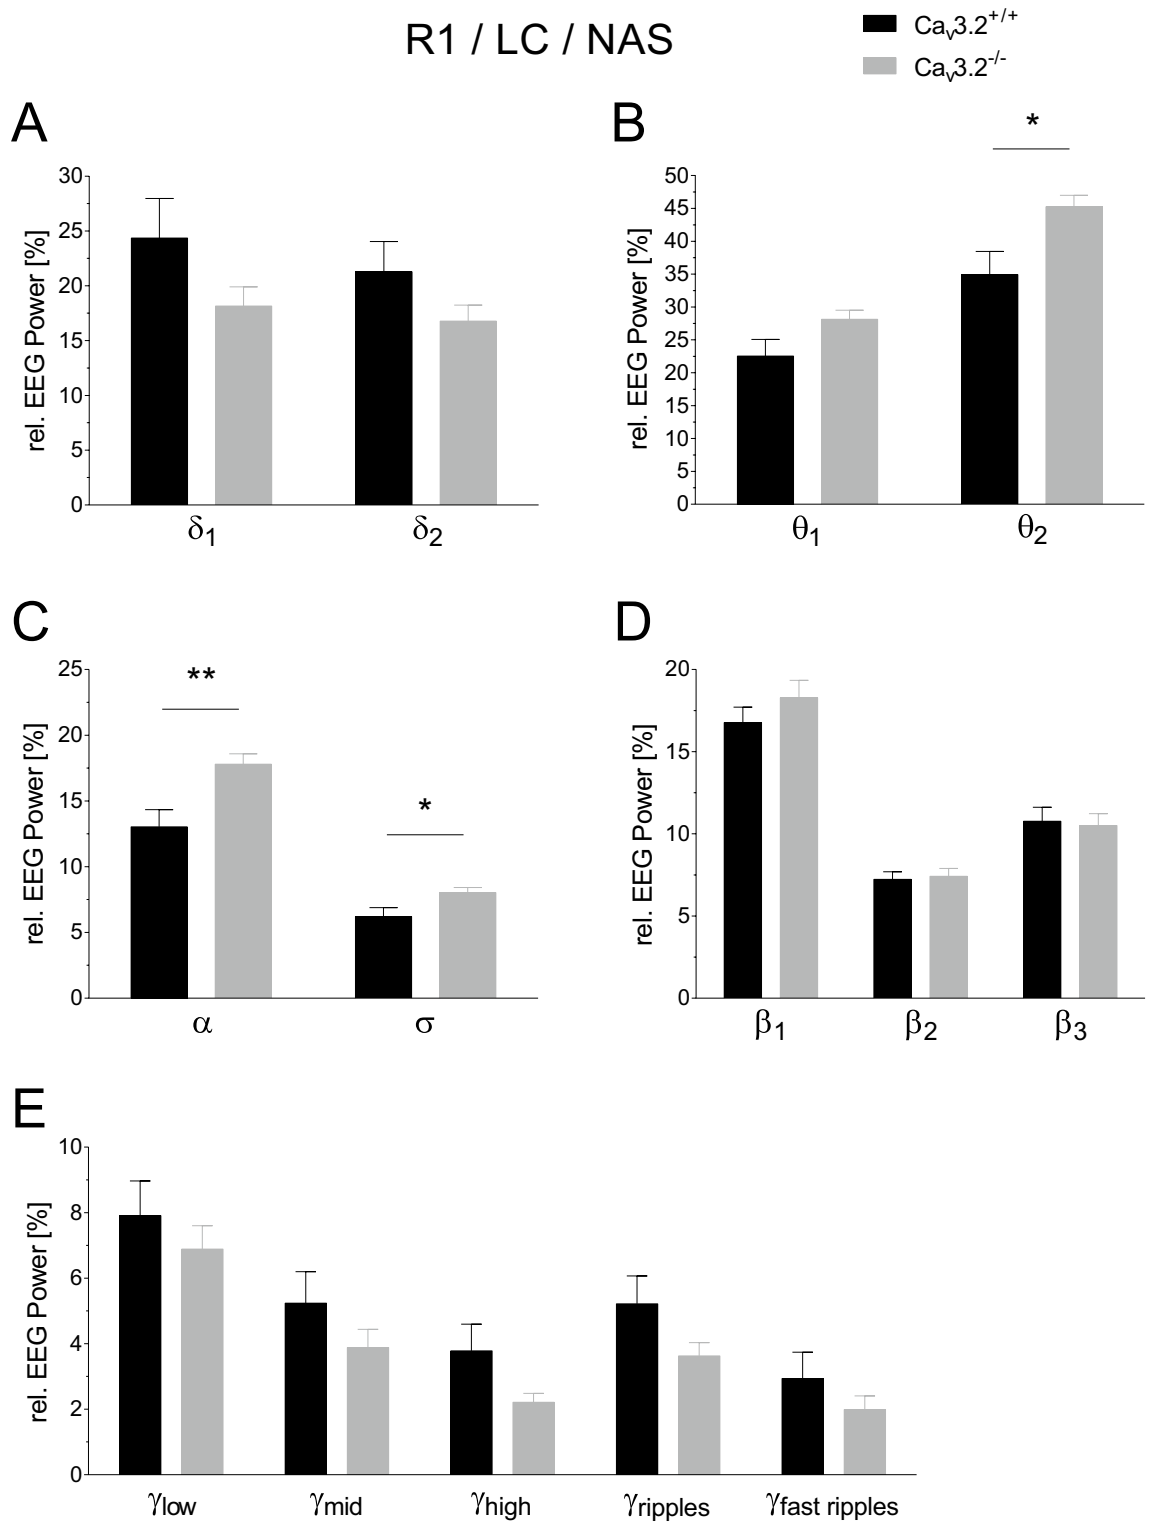 R1 / LC / NAS
Cav3.2+/+
Cav3.2-/-
A
30
25
20
15
10
5
0
rel. EEG Power [%]
δ1
δ2
B
*
50
45
40
35
30
25
20
15
10
5
0
rel. EEG Power [%]
θ1
θ2
C
**
*
25
20
15
10
5
0
rel. EEG Power [%]
α
σ
D
20
15
10
5
0
rel. EEG Power [%]
β1
β2
β3
E
10
8
6
4
2
0
rel. EEG Power [%]
γlow
γmid
γhigh
γripples
γfast ripples